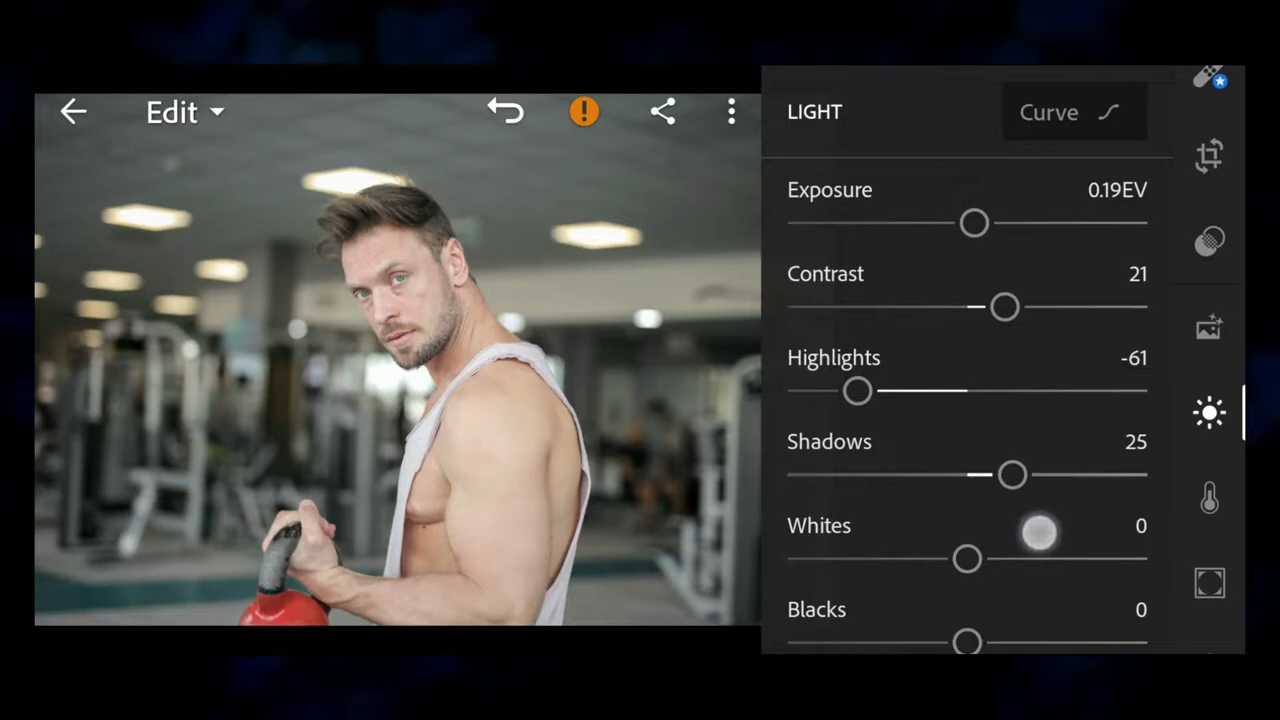 Edit
LIGHT
Curve
Exposure 0.19EV
Contrast 21
Highlights -61
Shadows 25
Whites 0
Blacks 0